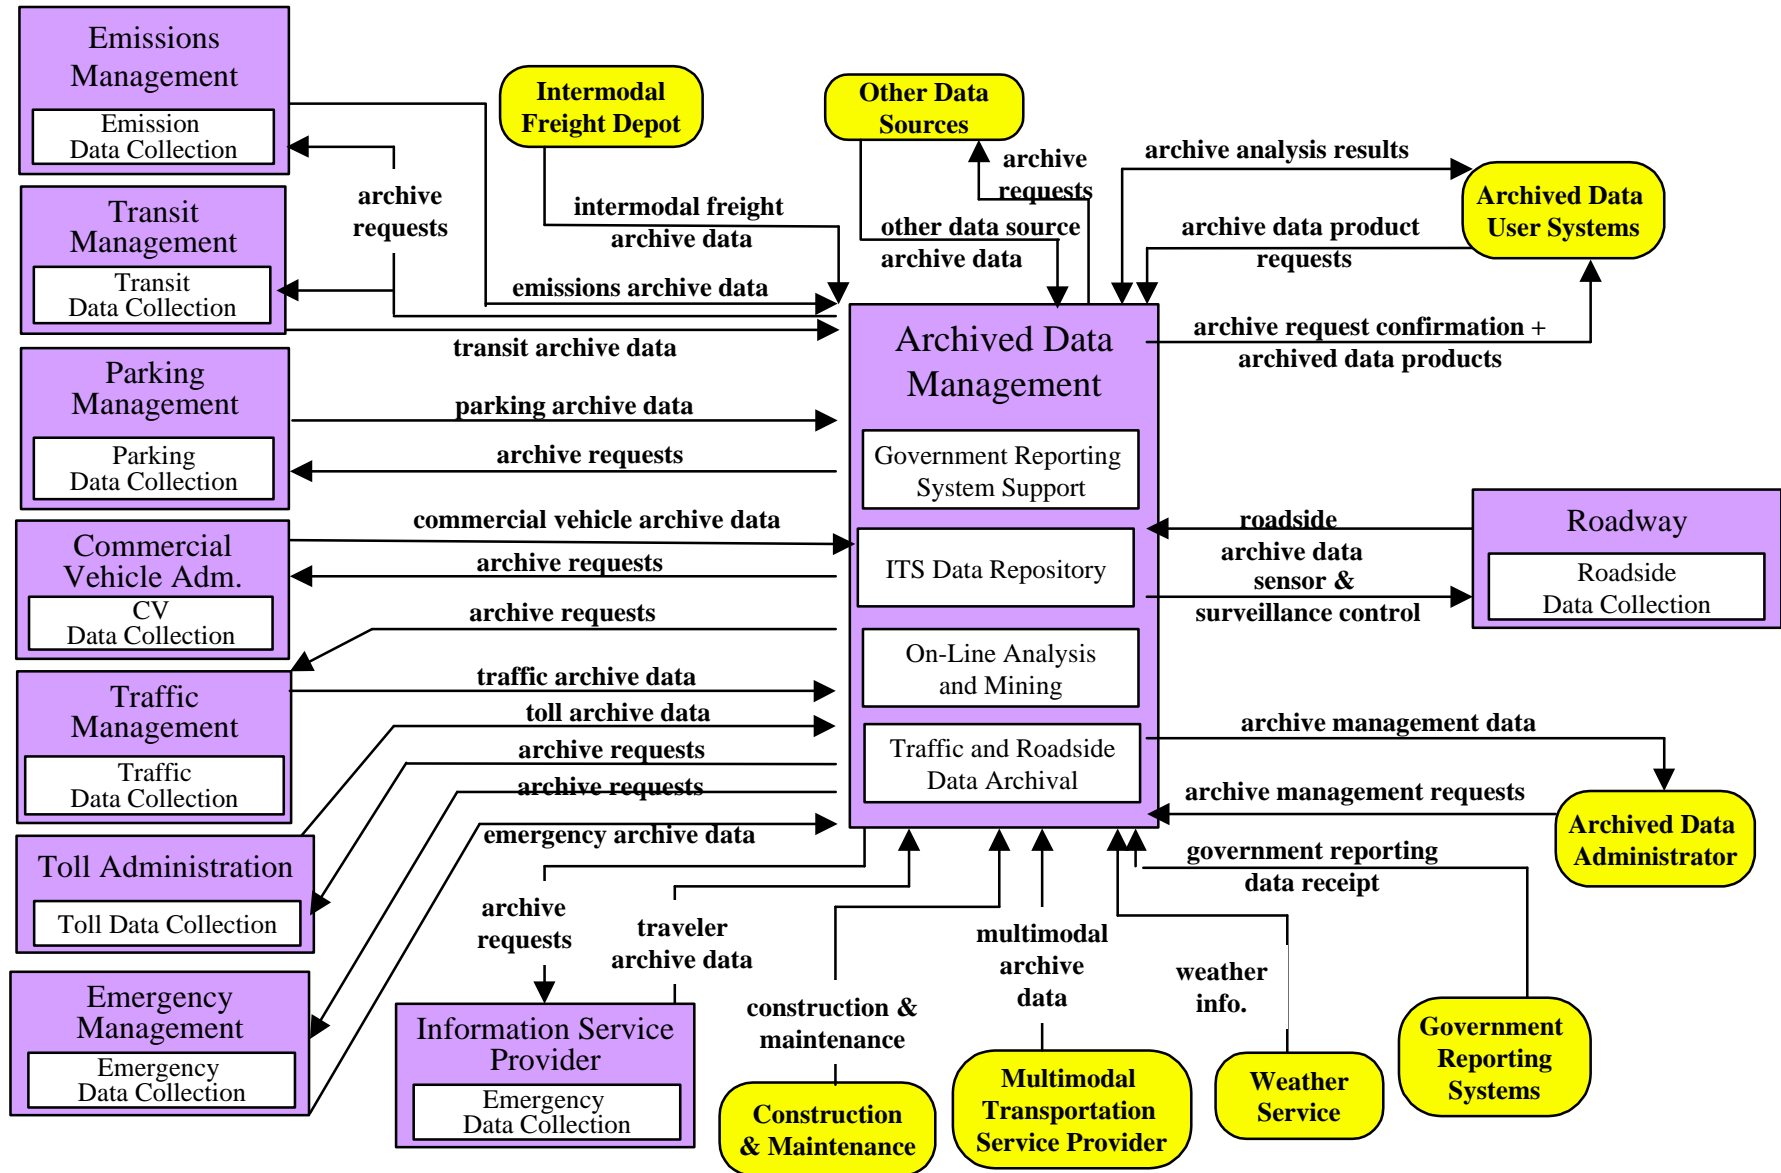 Emissions
Management
Emission
Data Collection
Transit
Management
Transit
Data Collection
Parking
Management
Parking
Data Collection
Commercial
Vehicle Adm.
CV
Data Collection
Traffic
Management
Traffic
Data Collection
Toll Administration
Toll Data Collection
Emergency
Management
Emergency
Data Collection
archive
requests
Intermodal
Freight Depot
intermodal freight
archive data
emissions archive data
transit archive data
parking archive data
archive requests
commercial vehicle archive data
archive requests
archive requests
traffic archive data
toll archive data
archive requests
archive requests
emergency archive data
Other Data
Sources
archive
requests
other data source
archive data
archive analysis results
Archived Data
User Systems
archive data product
requests
archive request confirmation +
archived data products
Archived Data
Management
Government Reporting
System Support
ITS Data Repository
On-Line Analysis
and Mining
Traffic and Roadside
Data Archival
roadside
archive data
sensor &
surveillance control
Roadway
Roadside
Data Collection
archive management data
archive management requests
Archived Data
Administrator
government reporting
data receipt
archive
requests
traveler
archive data
Information Service
Provider
Emergency
Data Collection
construction &
maintenance
Construction
& Maintenance
multimodal
archive
data
Multimodal
Transportation
Service Provider
weather
info.
Weather
Service
Government
Reporting
Systems